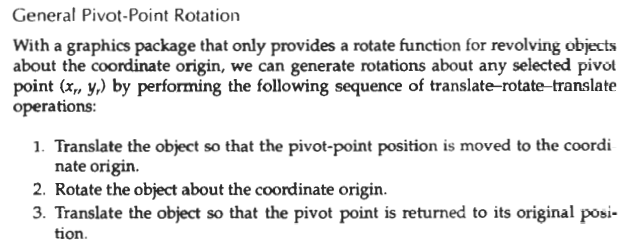 General Pivot-Point Rotation
With a graphics package that only provides a rotate function for revolving objects
about the coordinate origin, we can generate rotations about any selected pivot
point (xᵣ, yᵣ) by performing the following sequence of translate–rotate–translate
operations:
1. Translate the object so that the pivot-point position is moved to the coordi
nate origin.
2. Rotate the object about the coordinate origin.
3. Translate the object so that the pivot point is returned to its original posi-
tion.